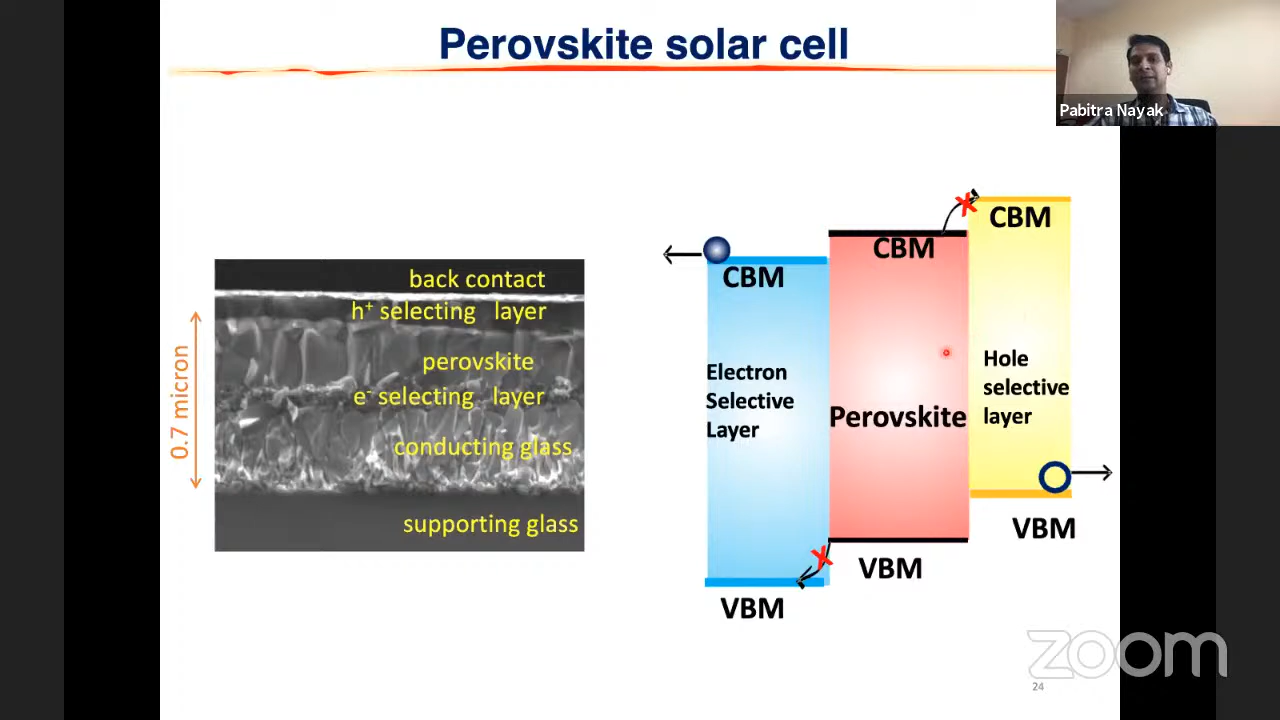 Perovskite solar cell
Pabitra Nayak
back contact
h⁺ selecting layer
perovskite
e⁻ selecting layer
conducting glass
supporting glass
0.7 micron
CBM
CBM
CBM
Electron
Selective
Layer
Perovskite
Hole
selective
layer
VBM
VBM
VBM
zoom
24